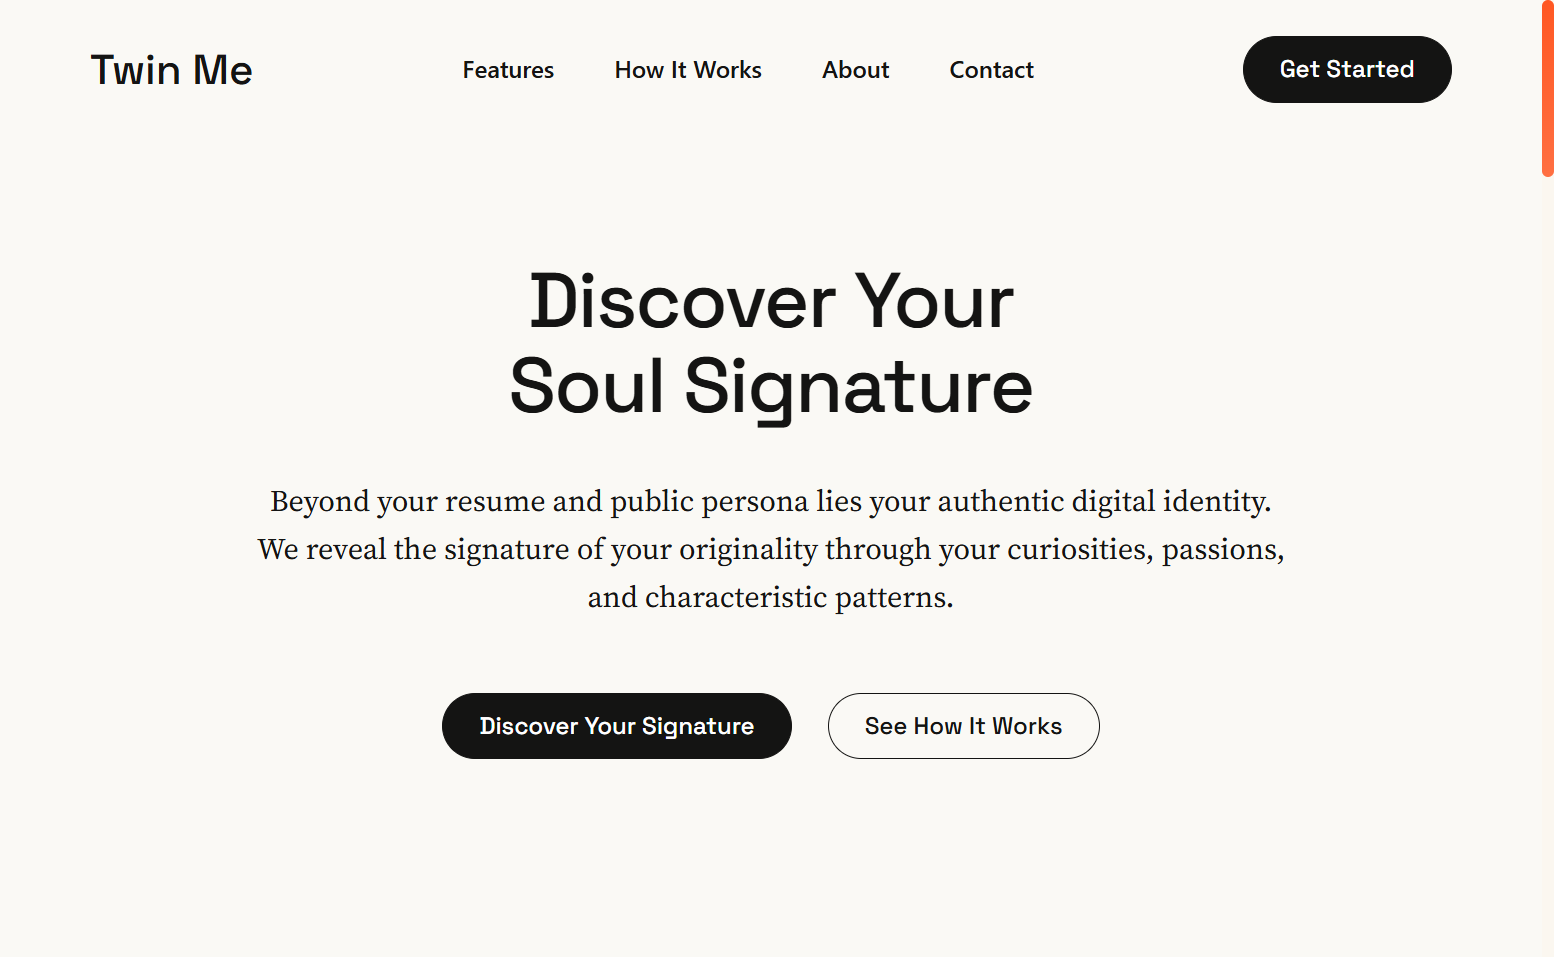 Twin Me
Features
How It Works
About
Contact
Get Started
Discover Your
Soul Signature
Beyond your resume and public persona lies your authentic digital identity.
We reveal the signature of your originality through your curiosities, passions,
and characteristic patterns.
Discover Your Signature
See How It Works